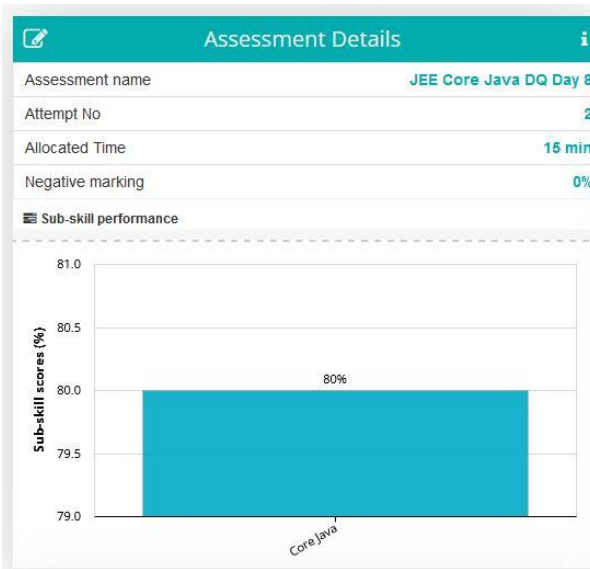 Assessment Details
Assessment name JEE Core Java DQ Day 8
Attempt No 2
Allocated Time 15 min
Negative marking 0%
Sub-skill performance
81.0
80.5
80%
80.0
79.5
79.0
Sub-skill scores (%)
Core Java